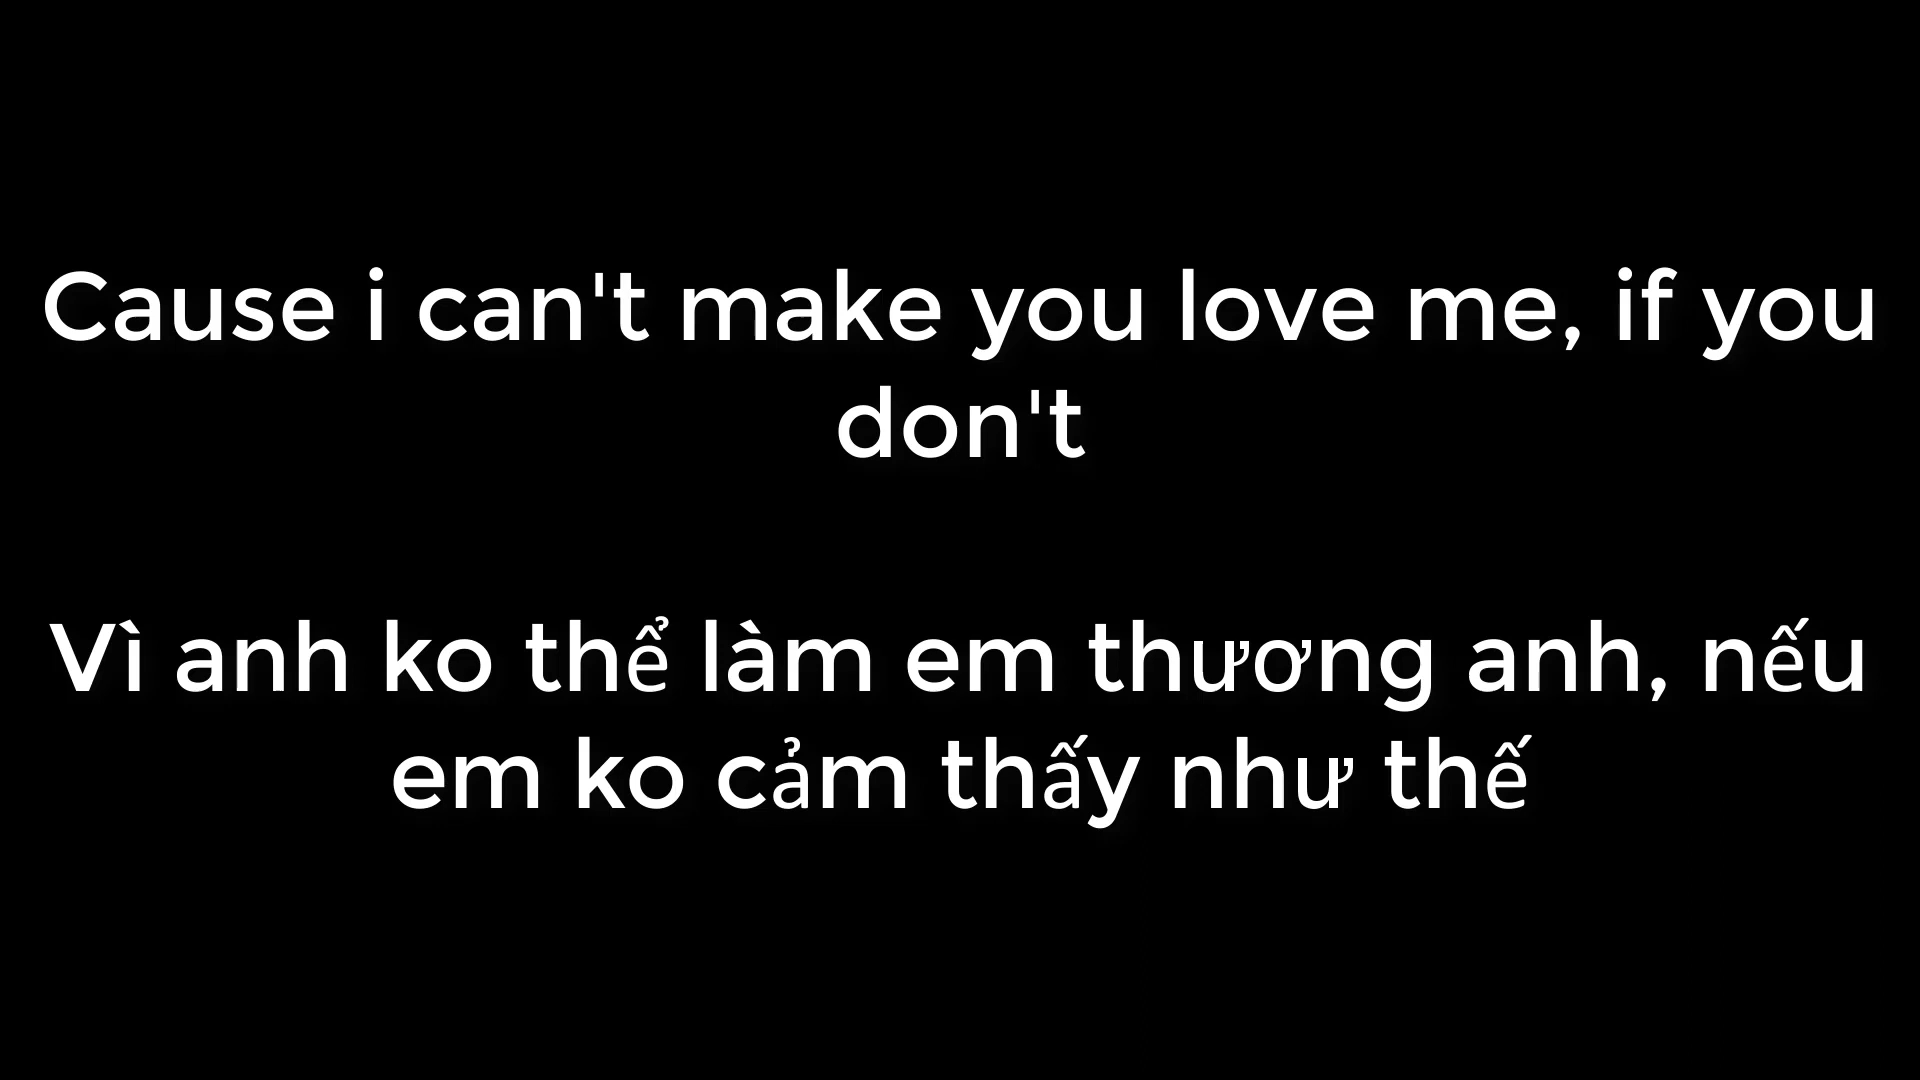 Cause i can't make you love me, if you
don't
Vì anh ko thể làm em thương anh, nếu
em ko cảm thấy như thế